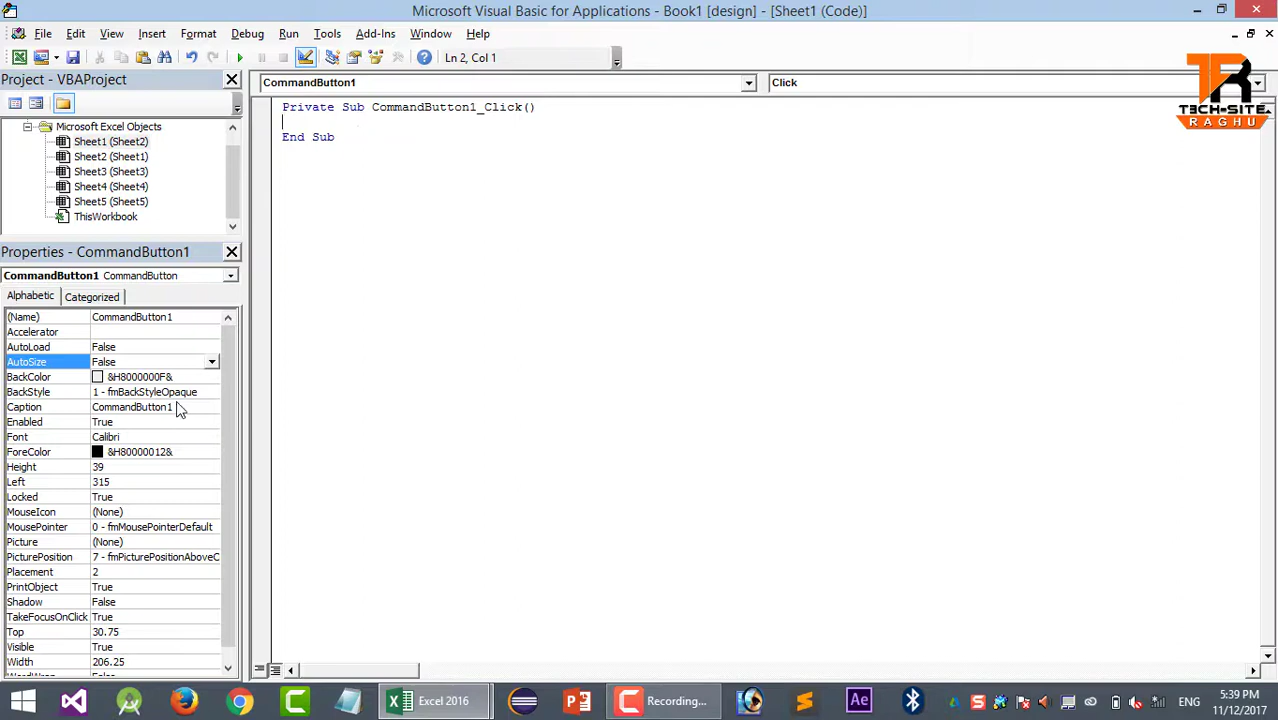 Microsoft Visual Basic for Applications - Book1 [design] - [Sheet1 (Code)]
File Edit View Insert Format Debug Run Tools Add-Ins Window Help
Ln 2, Col 1
Project - VBAProject
Microsoft Excel Objects
Sheet1 (Sheet2)
Sheet2 (Sheet1)
Sheet3 (Sheet3)
Sheet4 (Sheet4)
Sheet5 (Sheet5)
ThisWorkbook
Properties - CommandButton1
CommandButton1 CommandButton
Alphabetic Categorized
(Name) CommandButton1
Accelerator
AutoLoad False
AutoSize False
BackColor &H8000000F&
BackStyle 1 - fmBackStyleOpaque
Caption CommandButton1
Enabled True
Font Calibri
ForeColor &H80000012&
Height 39
Left 315
Locked True
MouseIcon (None)
MousePointer 0 - fmMousePointerDefault
Picture (None)
PicturePosition 7 - fmPicturePositionAboveC
Placement 2
PrintObject True
Shadow False
TakeFocusOnClick True
Top 30.75
Visible True
Width 206.25
CommandButton1 Click
Private Sub CommandButton1_Click()
End Sub
TR
TECH-SITE
RAGHU
Excel 2016
Recording...
Ae
ENG
5:39 PM
11/12/2017